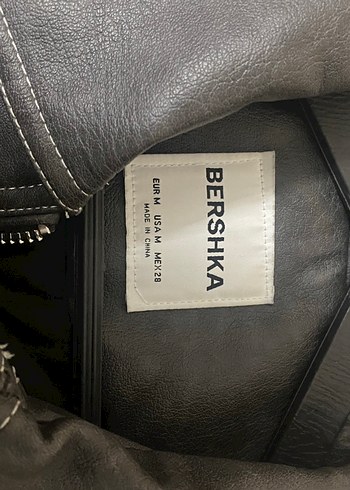 BERSHKA
EUR M USA M MEX 28
MADE IN CHINA